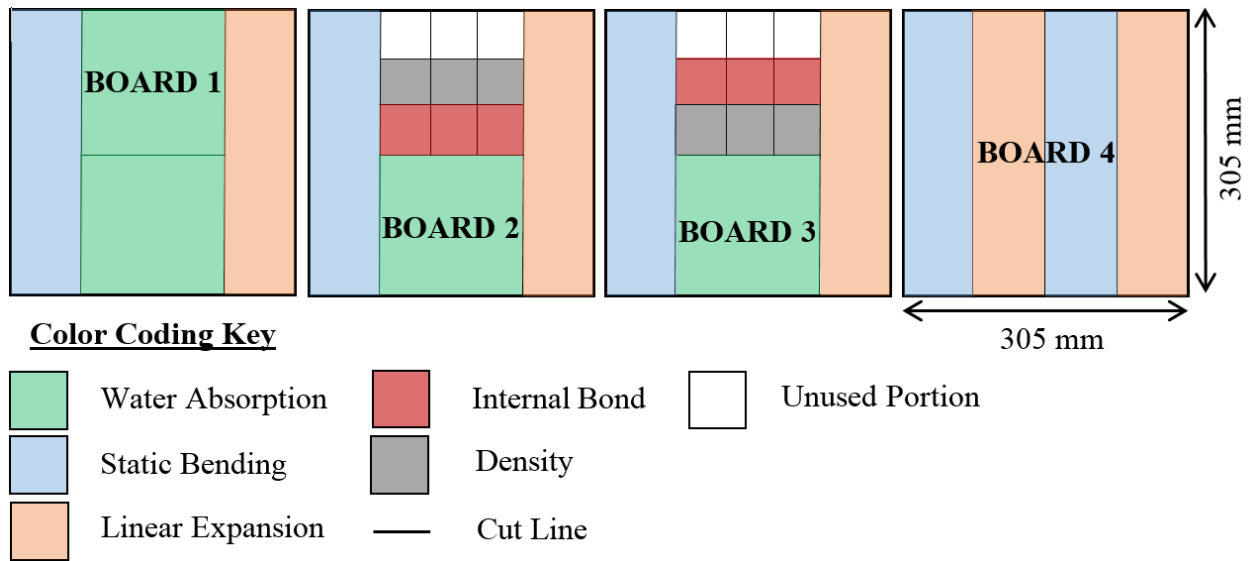 BOARD 1
BOARD 2
BOARD 3
BOARD 4
305 mm
305 mm
Color Coding Key
Water Absorption
Internal Bond
Unused Portion
Static Bending
Density
Linear Expansion
Cut Line